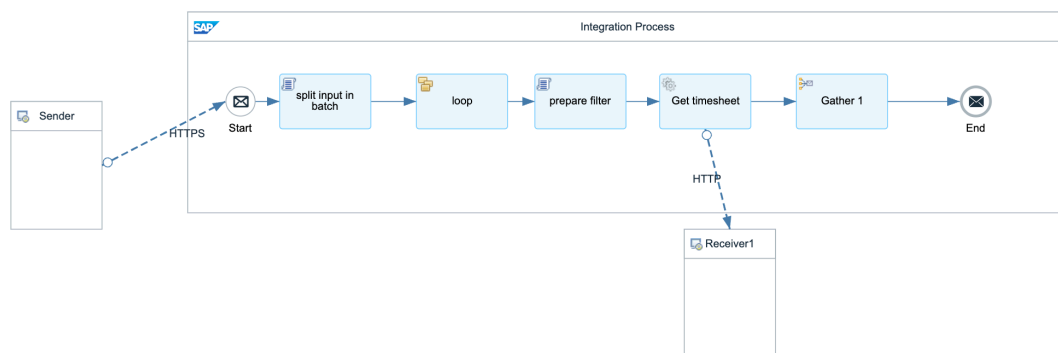 SAP
Integration Process
split input in
batch
loop
prepare filter
Get timesheet
Gather 1
Sender
HTTPS
Start
End
HTTP
Receiver1